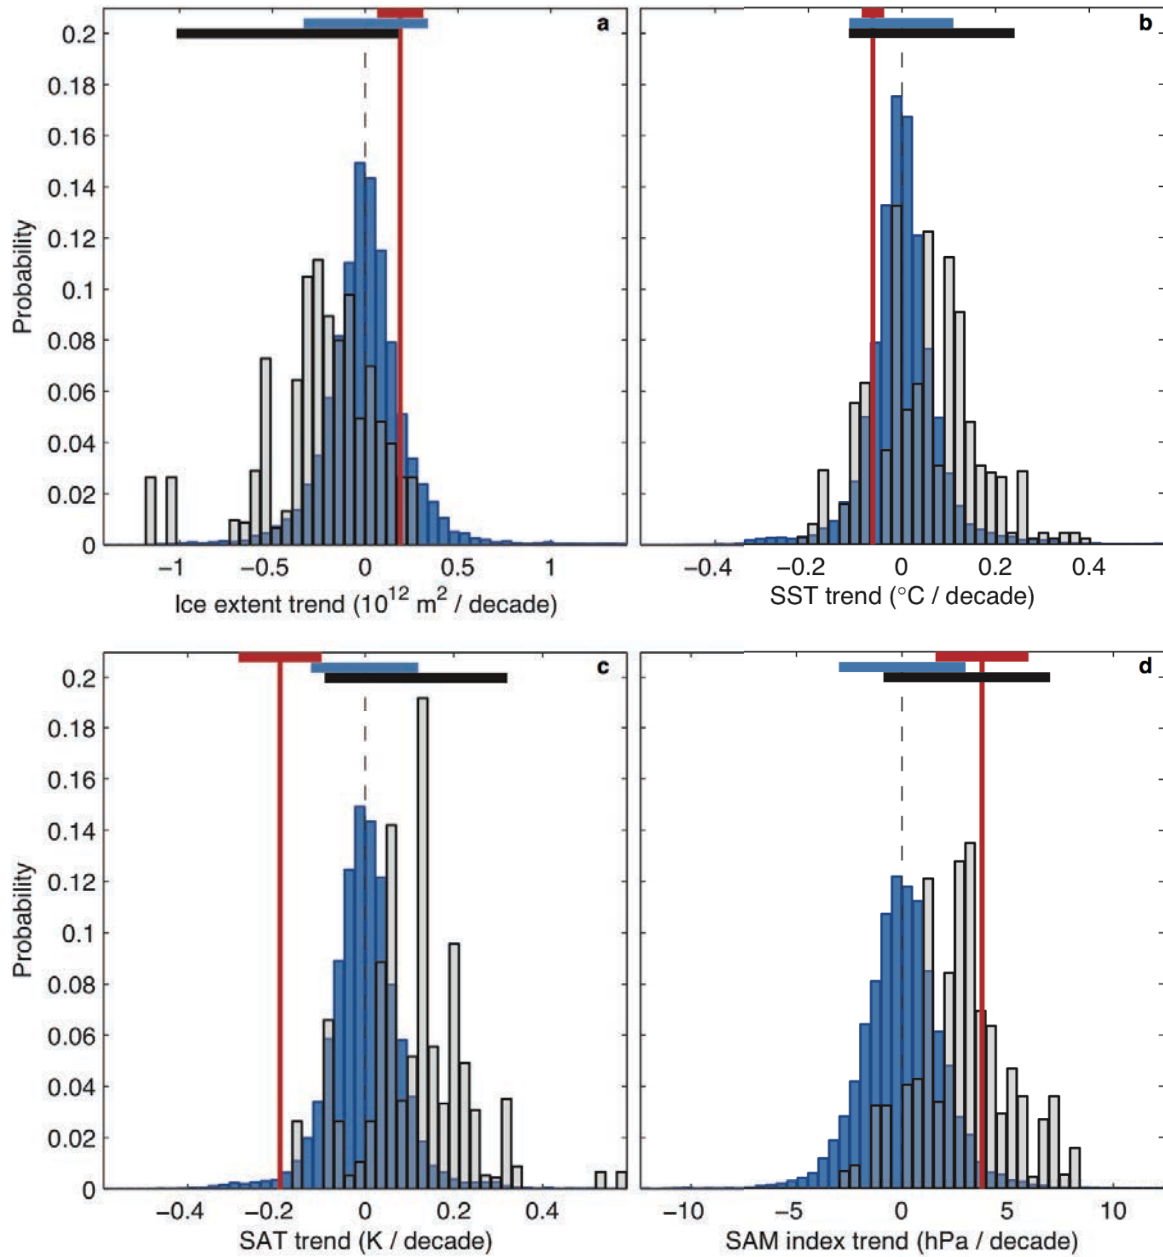 a
0.2
0.18
0.16
0.14
0.12
0.1
0.08
0.06
0.04
0.02
0
Probability
−1 −0.5 0 0.5 1
Ice extent trend (10¹² m² / decade)
b
−0.4 −0.2 0 0.2 0.4
SST trend (°C / decade)
c
0.2
0.18
0.16
0.14
0.12
0.1
0.08
0.06
0.04
0.02
0
Probability
−0.4 −0.2 0 0.2 0.4
SAT trend (K / decade)
d
−10 −5 0 5 10
SAM index trend (hPa / decade)